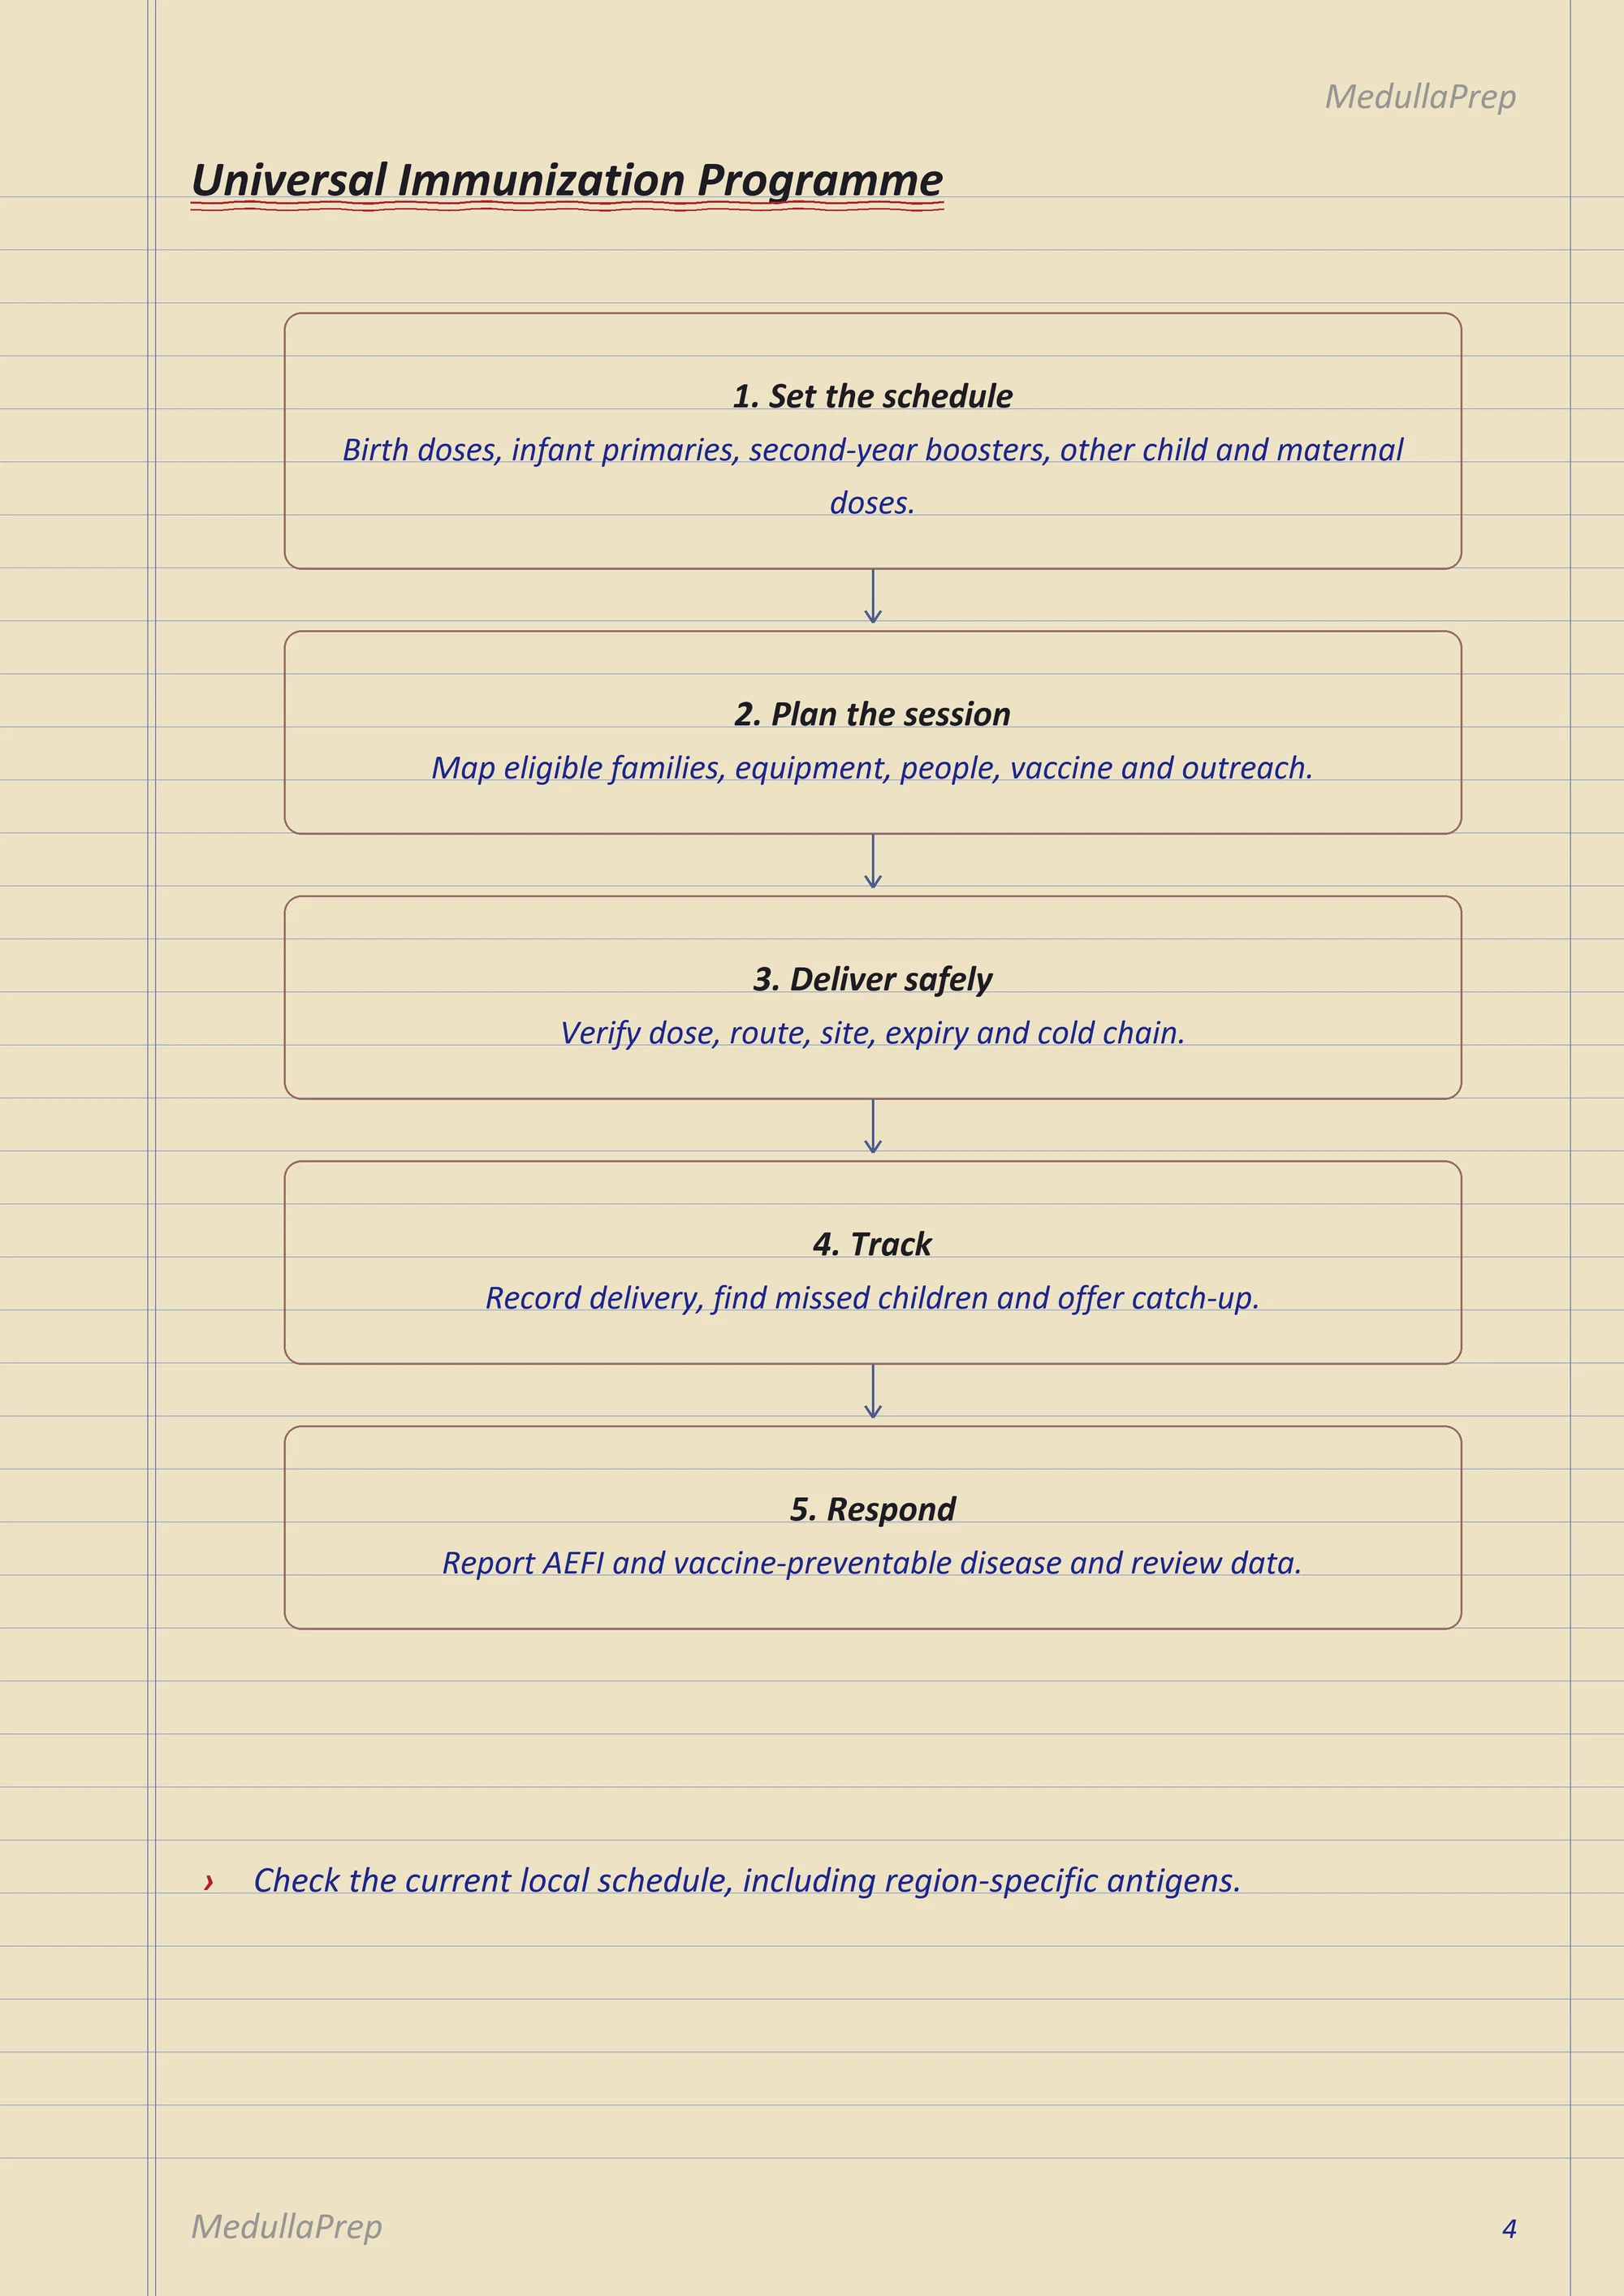 MedullaPrep
Universal Immunization Programme
1. Set the schedule
Birth doses, infant primaries, second-year boosters, other child and maternal
doses.
2. Plan the session
Map eligible families, equipment, people, vaccine and outreach.
3. Deliver safely
Verify dose, route, site, expiry and cold chain.
4. Track
Record delivery, find missed children and offer catch-up.
5. Respond
Report AEFI and vaccine-preventable disease and review data.
› Check the current local schedule, including region-specific antigens.
MedullaPrep
4